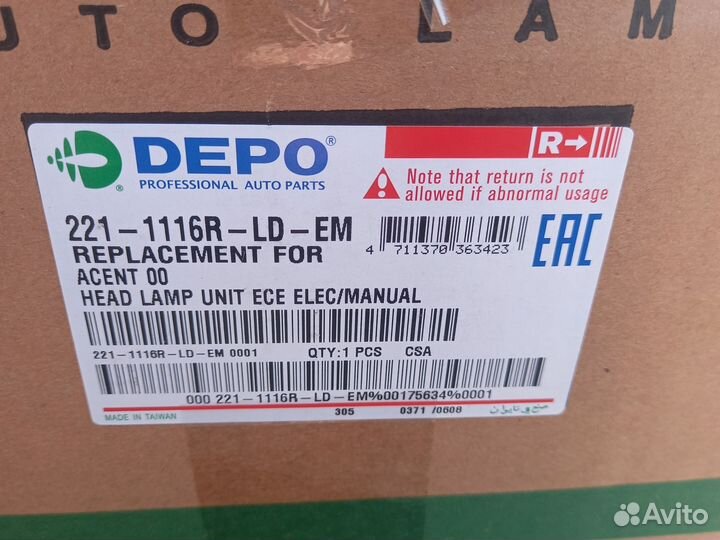 UTO LAM
DEPO®
PROFESSIONAL AUTO PARTS
R→
Note that return is not
allowed if abnormal usage
221-1116R-LD-EM
4 711370 363423
EAC
REPLACEMENT FOR
ACENT 00
HEAD LAMP UNIT ECE ELEC/MANUAL
221-1116R-LD-EM 0001 QTY:1 PCS CSA
000 221-1116R-LD-EM%00175634%0001
MADE IN TAIWAN 305 0371 /0608
Avito